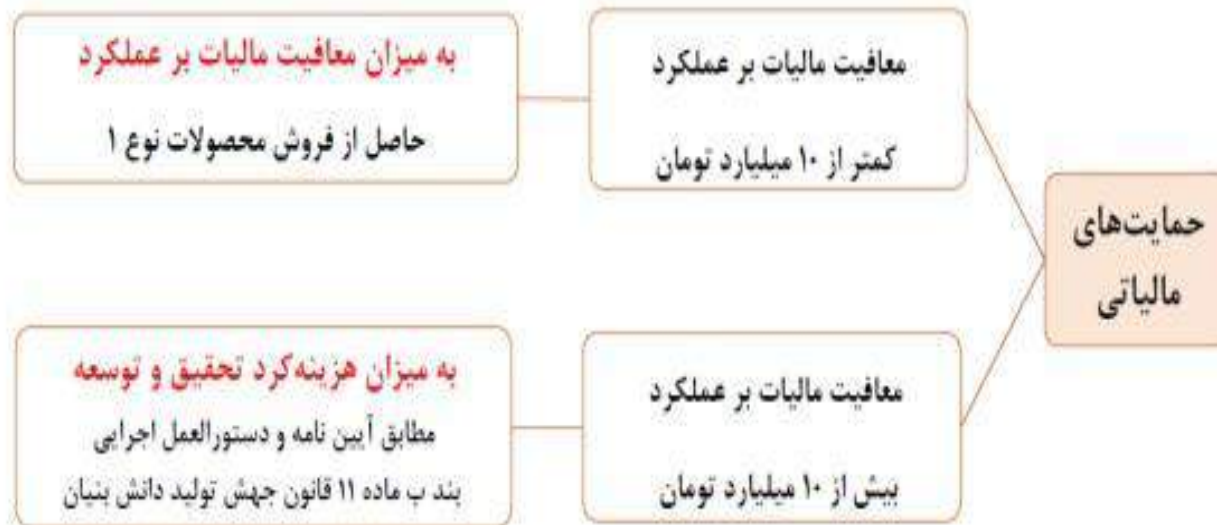 حمایت‌های
مالیاتی
معافیت مالیات بر عملکرد
کمتر از ۱۰ میلیارد تومان
به میزان معافیت مالیات بر عملکرد
حاصل از فروش محصولات نوع ۱
معافیت مالیات بر عملکرد
بیش از ۱۰ میلیارد تومان
به میزان هزینه‌کرد تحقیق و توسعه
مطابق آیین نامه و دستورالعمل اجرایی
بند ب ماده ۱۱ قانون جهش تولید دانش بنیان